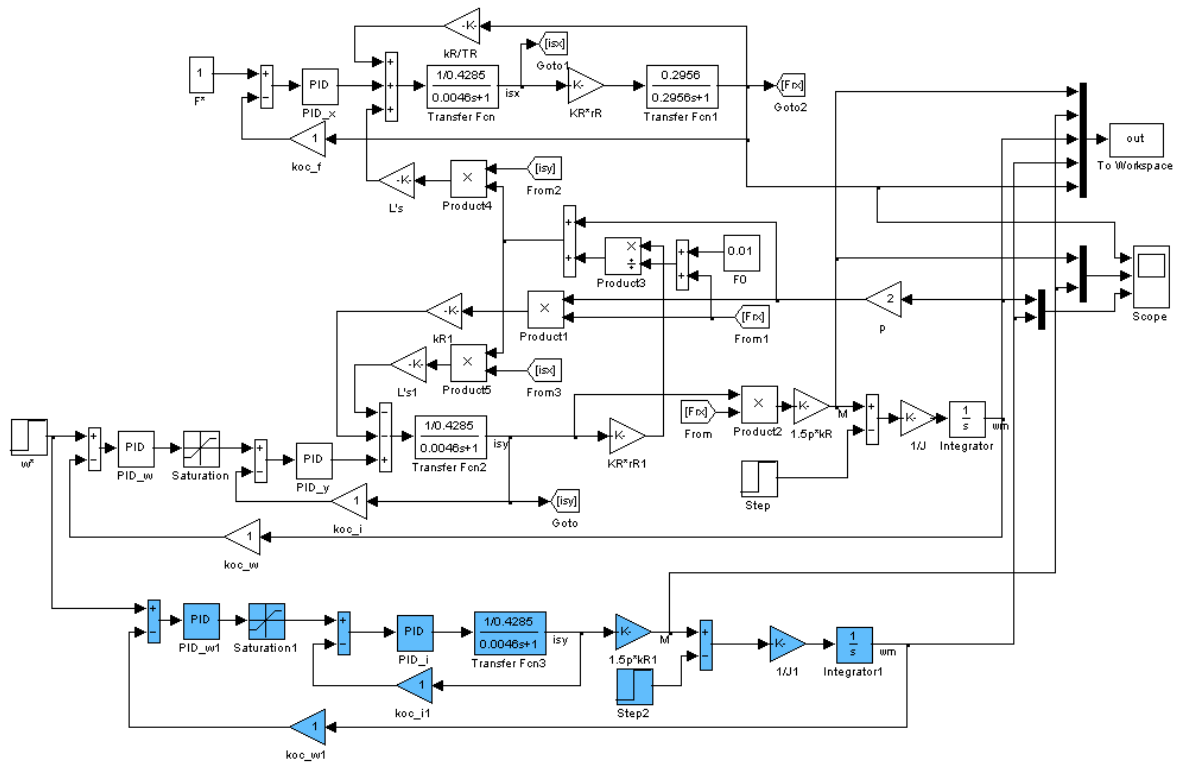 -K-
kR/TR
[isx]
Goto1
1
F*
PID
PID_x
1/0.4285
0.0046s+1
Transfer Fcn
isx
K-
KR*rR
0.2956
0.2956s+1
Transfer Fcn1
[Frx]
Goto2
1
koc_f
out
To Workspace
-K-
L's
×
Product4
[isy]
From2
×
÷
Product3
0.01
F0
Scope
-K-
kR1
×
Product1
[Frx]
From1
2
p
-K-
L's1
×
Product5
[isx]
From3
w*
PID
PID_w
Saturation
PID
PID_y
1/0.4285
0.0046s+1
Transfer Fcn2
isy
K-
KR*rR1
[Frx]
From
×
Product2
K-
1.5p*kR
M
K-
1/J
1
s
Integrator
wm
Step
1
koc_i
[isy]
Goto
1
koc_w
PID
PID_w1
Saturation1
PID
PID_i
1/0.4285
0.0046s+1
Transfer Fcn3
isy
K-
1.5p*kR1
M
Step2
K-
1/J1
1
s
Integrator1
wm
1
koc_i1
1
koc_w1